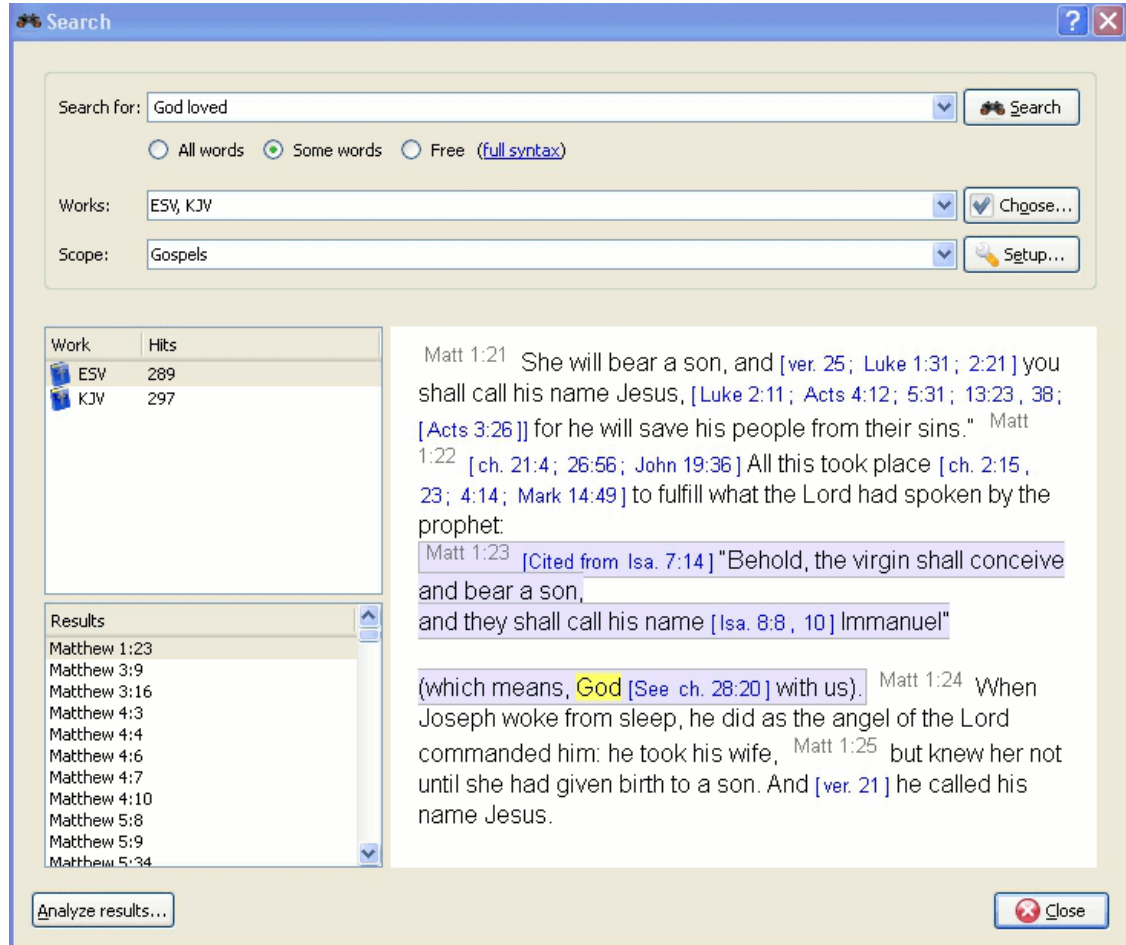 Search
Search for: God loved Search
All words Some words Free (full syntax)
Works: ESV, KJV Choose...
Scope: Gospels Setup...
Work Hits
ESV 289
KJV 297
Results
Matthew 1:23
Matthew 3:9
Matthew 3:16
Matthew 4:3
Matthew 4:4
Matthew 4:6
Matthew 4:7
Matthew 4:10
Matthew 5:8
Matthew 5:9
Matthew 5:34
Matt 1:21 She will bear a son, and [ver. 25; Luke 1:31; 2:21] you
shall call his name Jesus, [Luke 2:11; Acts 4:12; 5:31; 13:23, 38;
[Acts 3:26]] for he will save his people from their sins." Matt
1:22 [ch. 21:4; 26:56; John 19:36] All this took place [ch. 2:15,
23; 4:14; Mark 14:49] to fulfill what the Lord had spoken by the
prophet:
Matt 1:23 [Cited from Isa. 7:14] "Behold, the virgin shall conceive
and bear a son,
and they shall call his name [Isa. 8:8, 10] Immanuel"
(which means, God [See ch. 28:20] with us). Matt 1:24 When
Joseph woke from sleep, he did as the angel of the Lord
commanded him: he took his wife, Matt 1:25 but knew her not
until she had given birth to a son. And [ver. 21] he called his
name Jesus.
Analyze results... Close